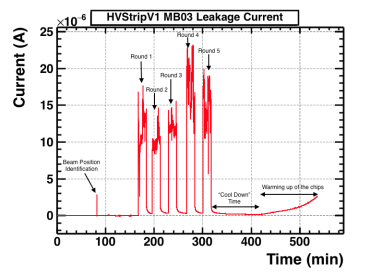 HVStripV1 MB03 Leakage Current
×10⁻⁶
Current (A)
25
20
15
10
5
0
Round 1
Round 2
Round 3
Round 4
Round 5
Beam Position
Identification
"Cool Down"
Time
Warming up of the chips
0 100 200 300 400 500
Time (min)